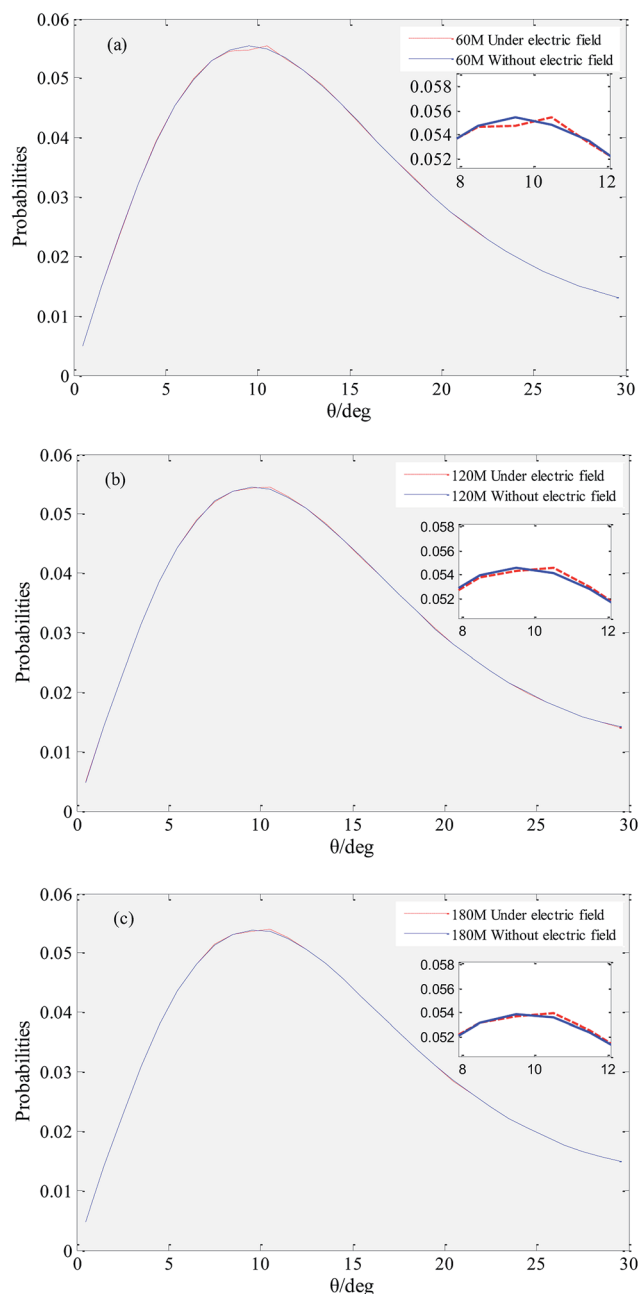 (a)
60M Under electric field
60M Without electric field
0.06
0.05
0.04
0.03
0.02
0.01
0
Probabilities
0.058
0.056
0.054
0.052
8 10 12
0 5 10 15 20 25 30
θ/deg
(b)
120M Under electric field
120M Without electric field
0.06
0.05
0.04
0.03
0.02
0.01
0
Probabilities
0.058
0.056
0.054
0.052
8 10 12
0 5 10 15 20 25 30
θ/deg
(c)
180M Under electric field
180M Without electric field
0.06
0.05
0.04
0.03
0.02
0.01
0
Probabilities
0.058
0.056
0.054
0.052
8 10 12
0 5 10 15 20 25 30
θ/deg